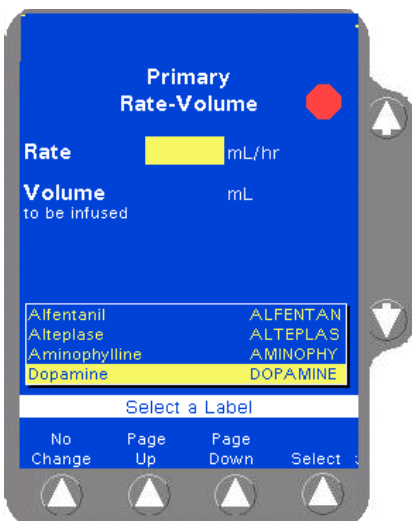 Primary
Rate-Volume
Rate mL/hr
Volume mL
to be infused
Alfentanil ALFENTAN
Alteplase ALTEPLAS
Aminophylline AMINOPHY
Dopamine DOPAMINE
Select a Label
No Page Page
Change Up Down Select